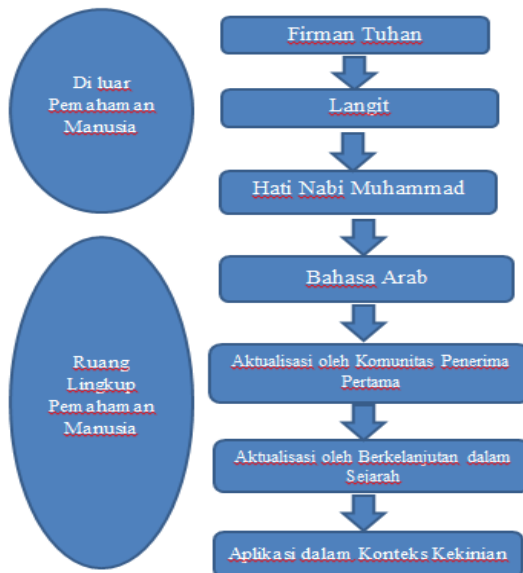 Di luar
Pemahaman
Manusia
Firman Tuhan
Langit
Hati Nabi Muhammad
Ruang
Lingkup
Pemahaman
Manusia
Bahasa Arab
Aktualisasi oleh Komunitas Penerima
Pertama
Aktualisasi oleh Berkelanjutan dalam
Sejarah
Aplikasi dalam Konteks Kekinian